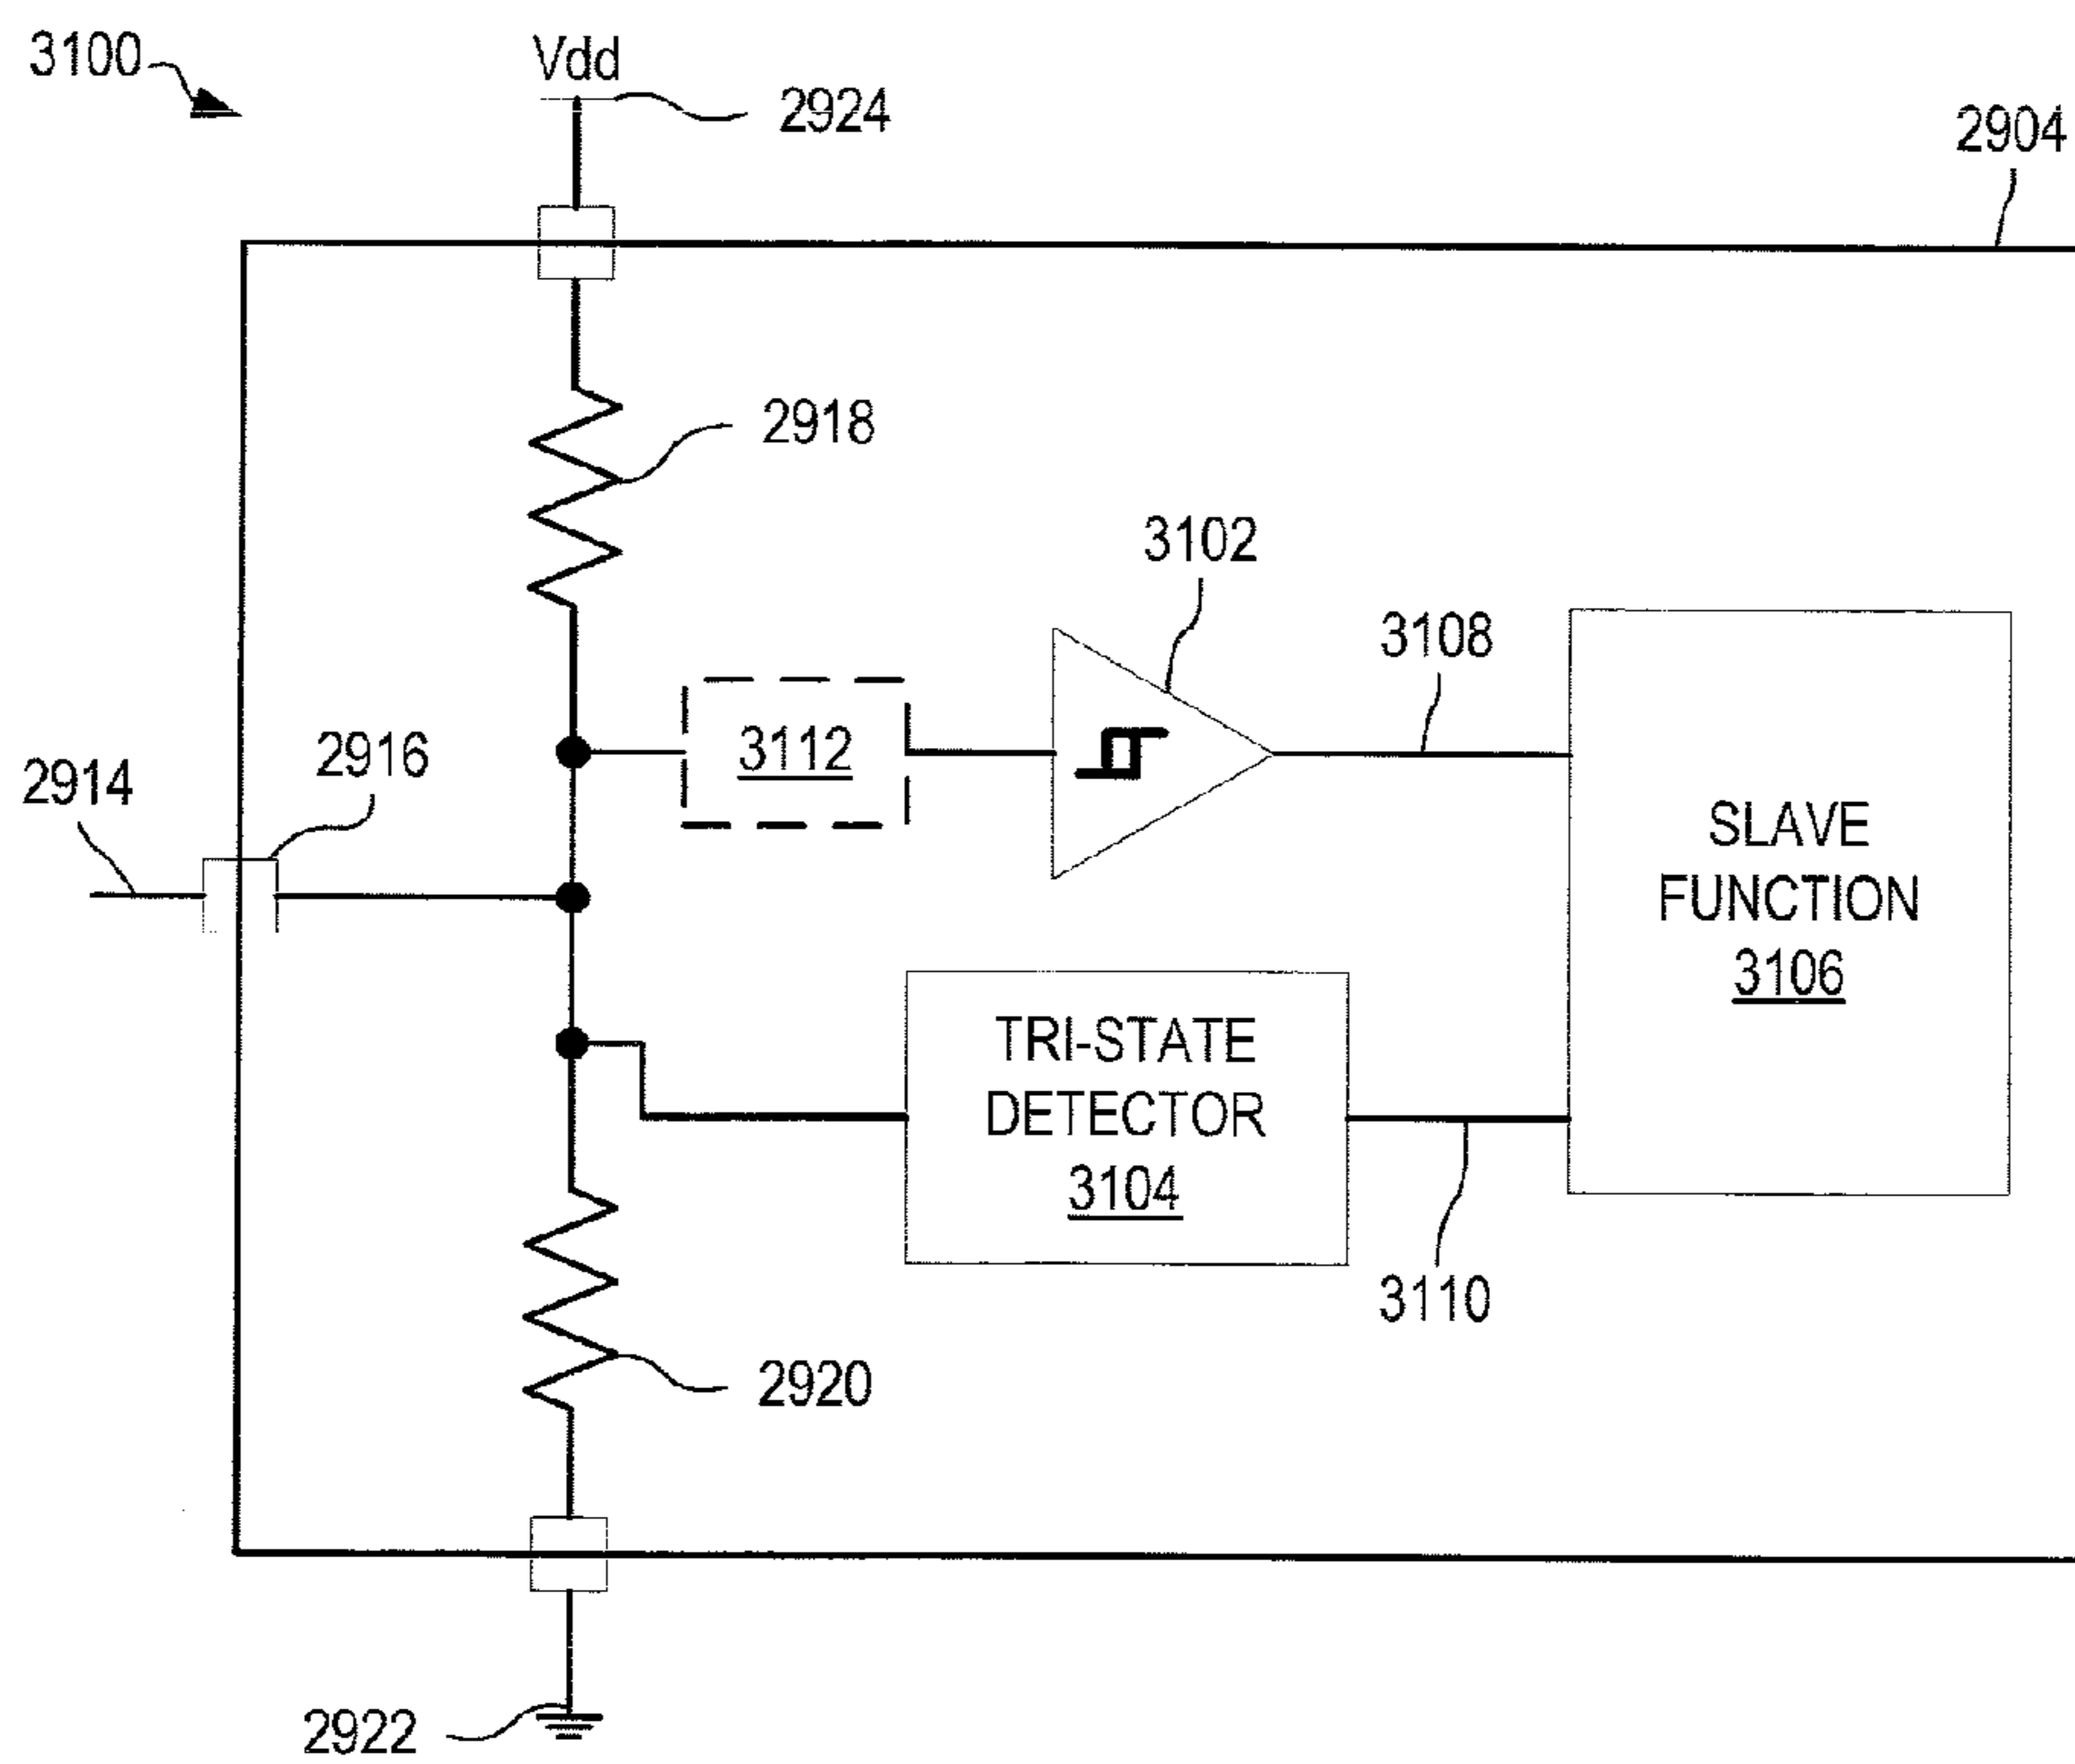 3100
Vdd
2924
2904
2918
3102
3108
2916
3112
2914
SLAVE
FUNCTION
3106
TRI-STATE
DETECTOR
3104
3110
2920
2922